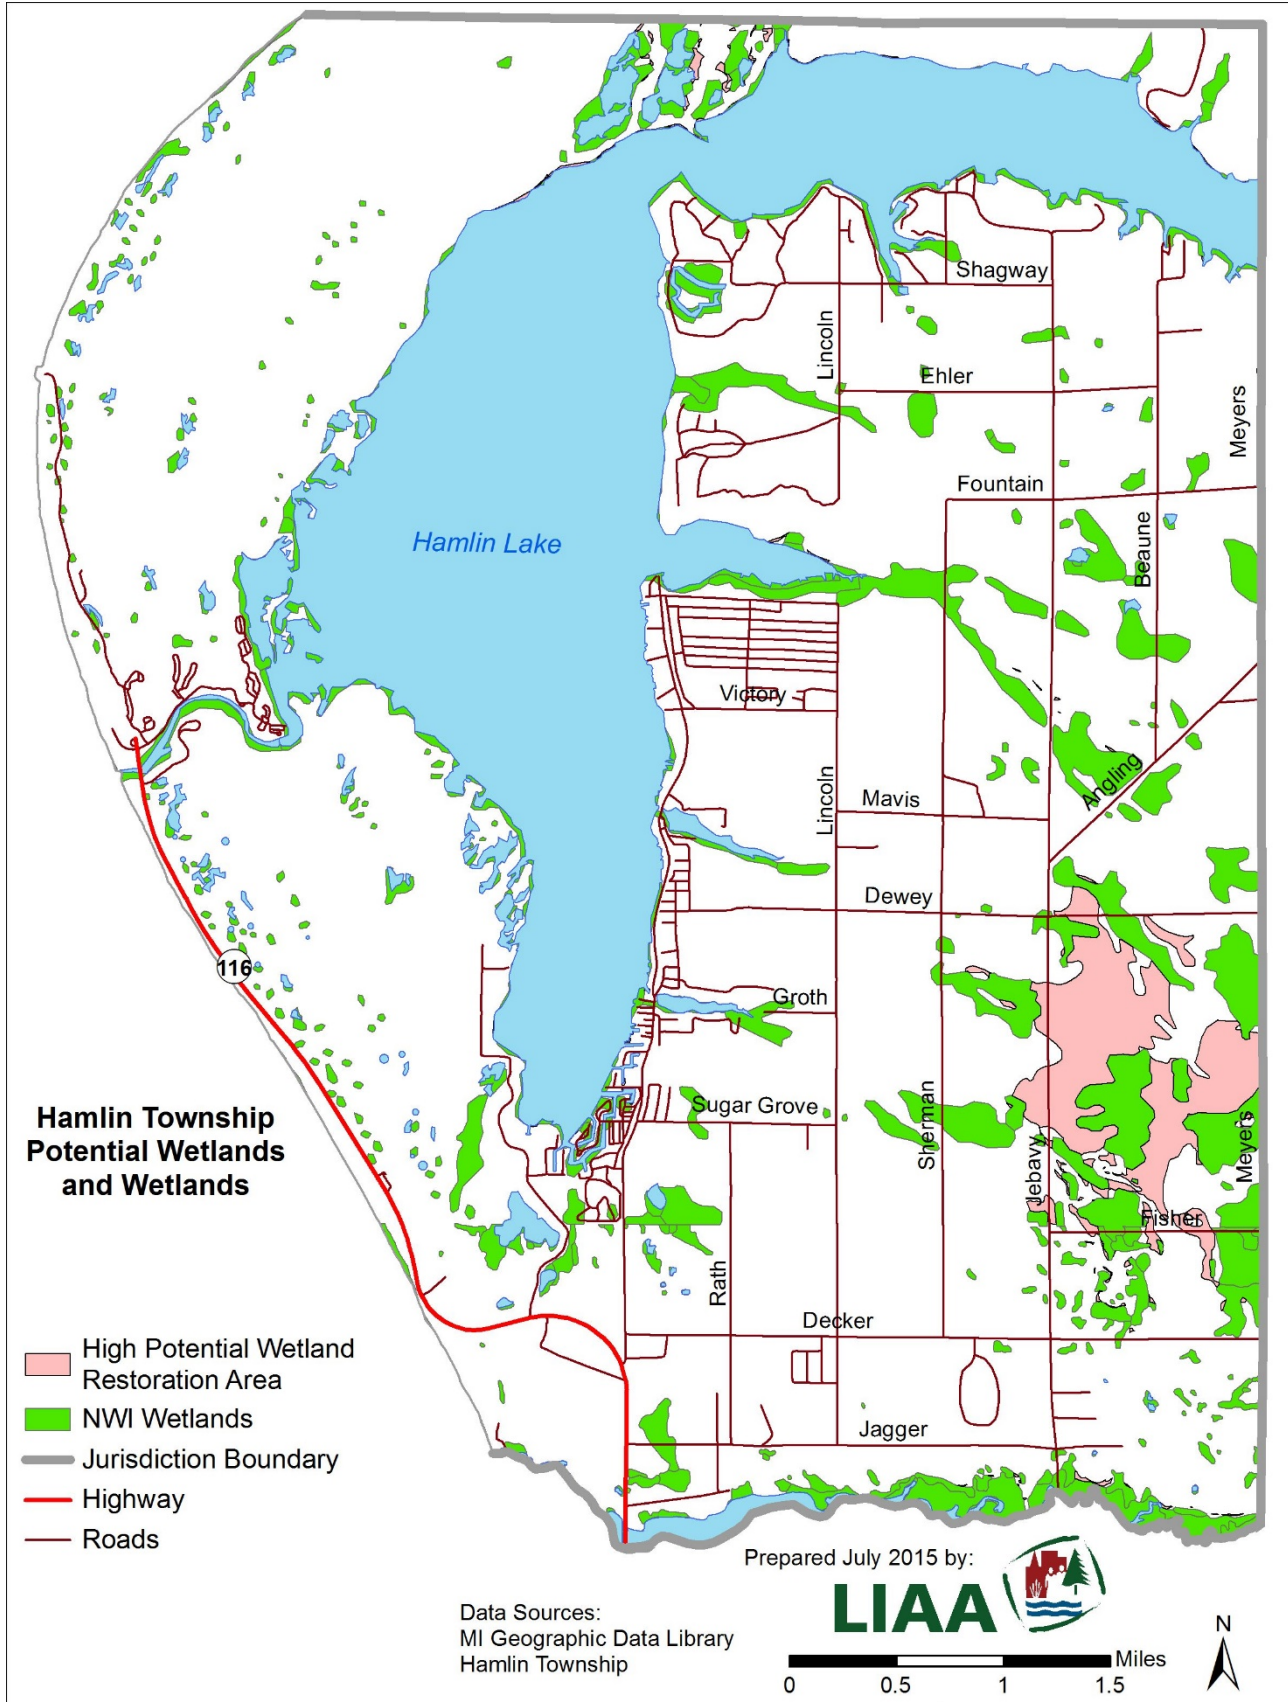 Shagway
Lincoln
Ehler
Meyers
Fountain
Hamlin Lake
Beaune
Victory
Angling
Lincoln
Mavis
Dewey
116
Groth
Sugar Grove
Sherman
Jebavy
Meyers
Hamlin Township
Potential Wetlands
and Wetlands
Fisher
Rath
Decker
High Potential Wetland
Restoration Area
NWI Wetlands
Jagger
Jurisdiction Boundary
Highway
Roads
Prepared July 2015 by:
LIAA
Data Sources:
MI Geographic Data Library
Hamlin Township
N
Miles
0 0.5 1 1.5